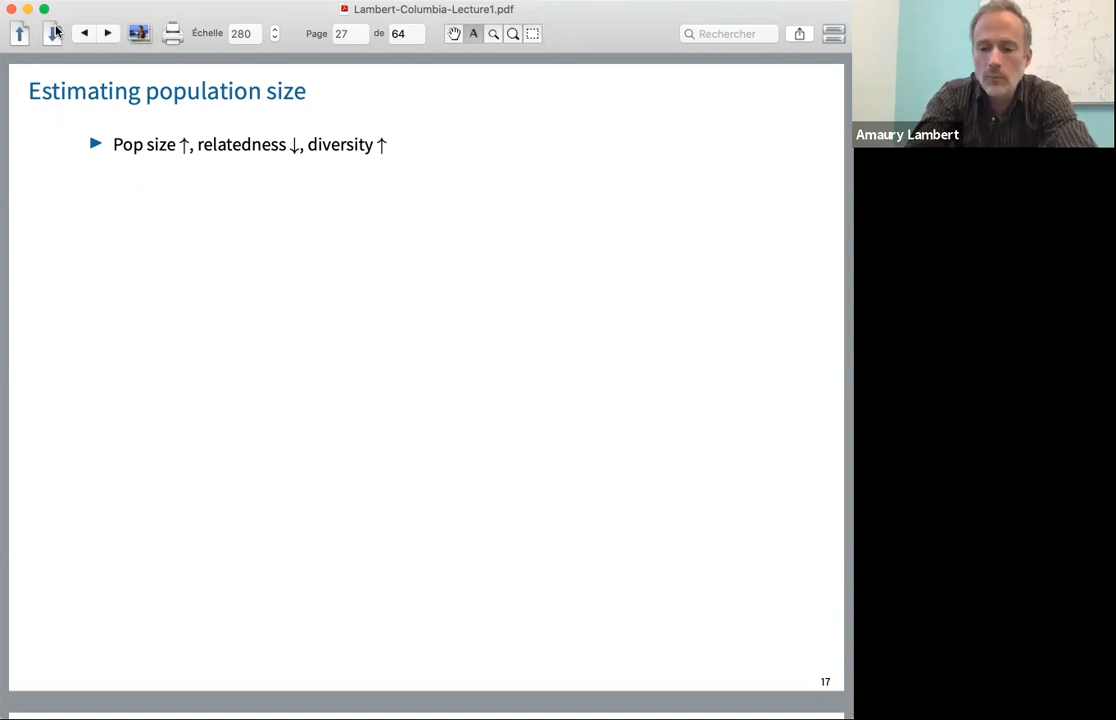 Lambert-Columbia-Lecture1.pdf
Échelle 280 Page 27 de 64 A Rechercher
Estimating population size
► Pop size ↑, relatedness ↓, diversity ↑
17
Amaury Lambert